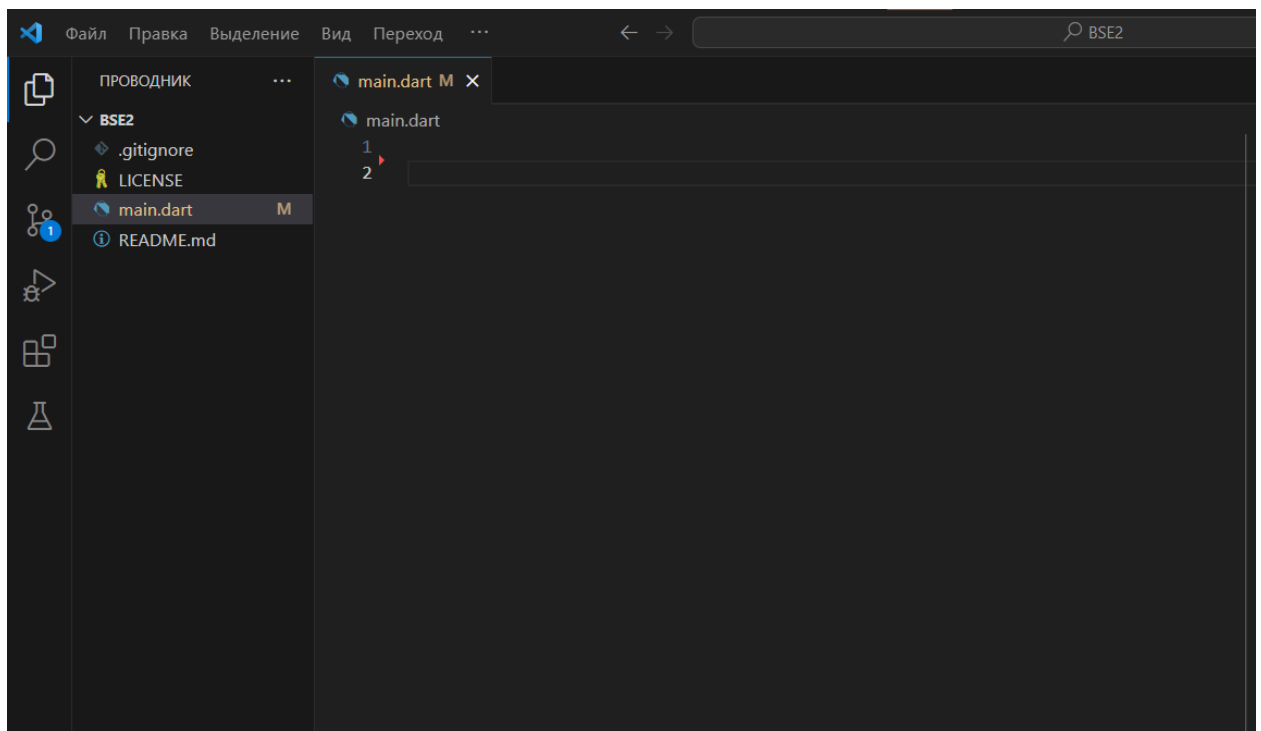 Файл Правка Выделение Вид Переход ··· ← → BSE2
ПРОВОДНИК ···
BSE2
.gitignore
LICENSE
main.dart M
README.md
1
main.dart M ×
main.dart
1
2